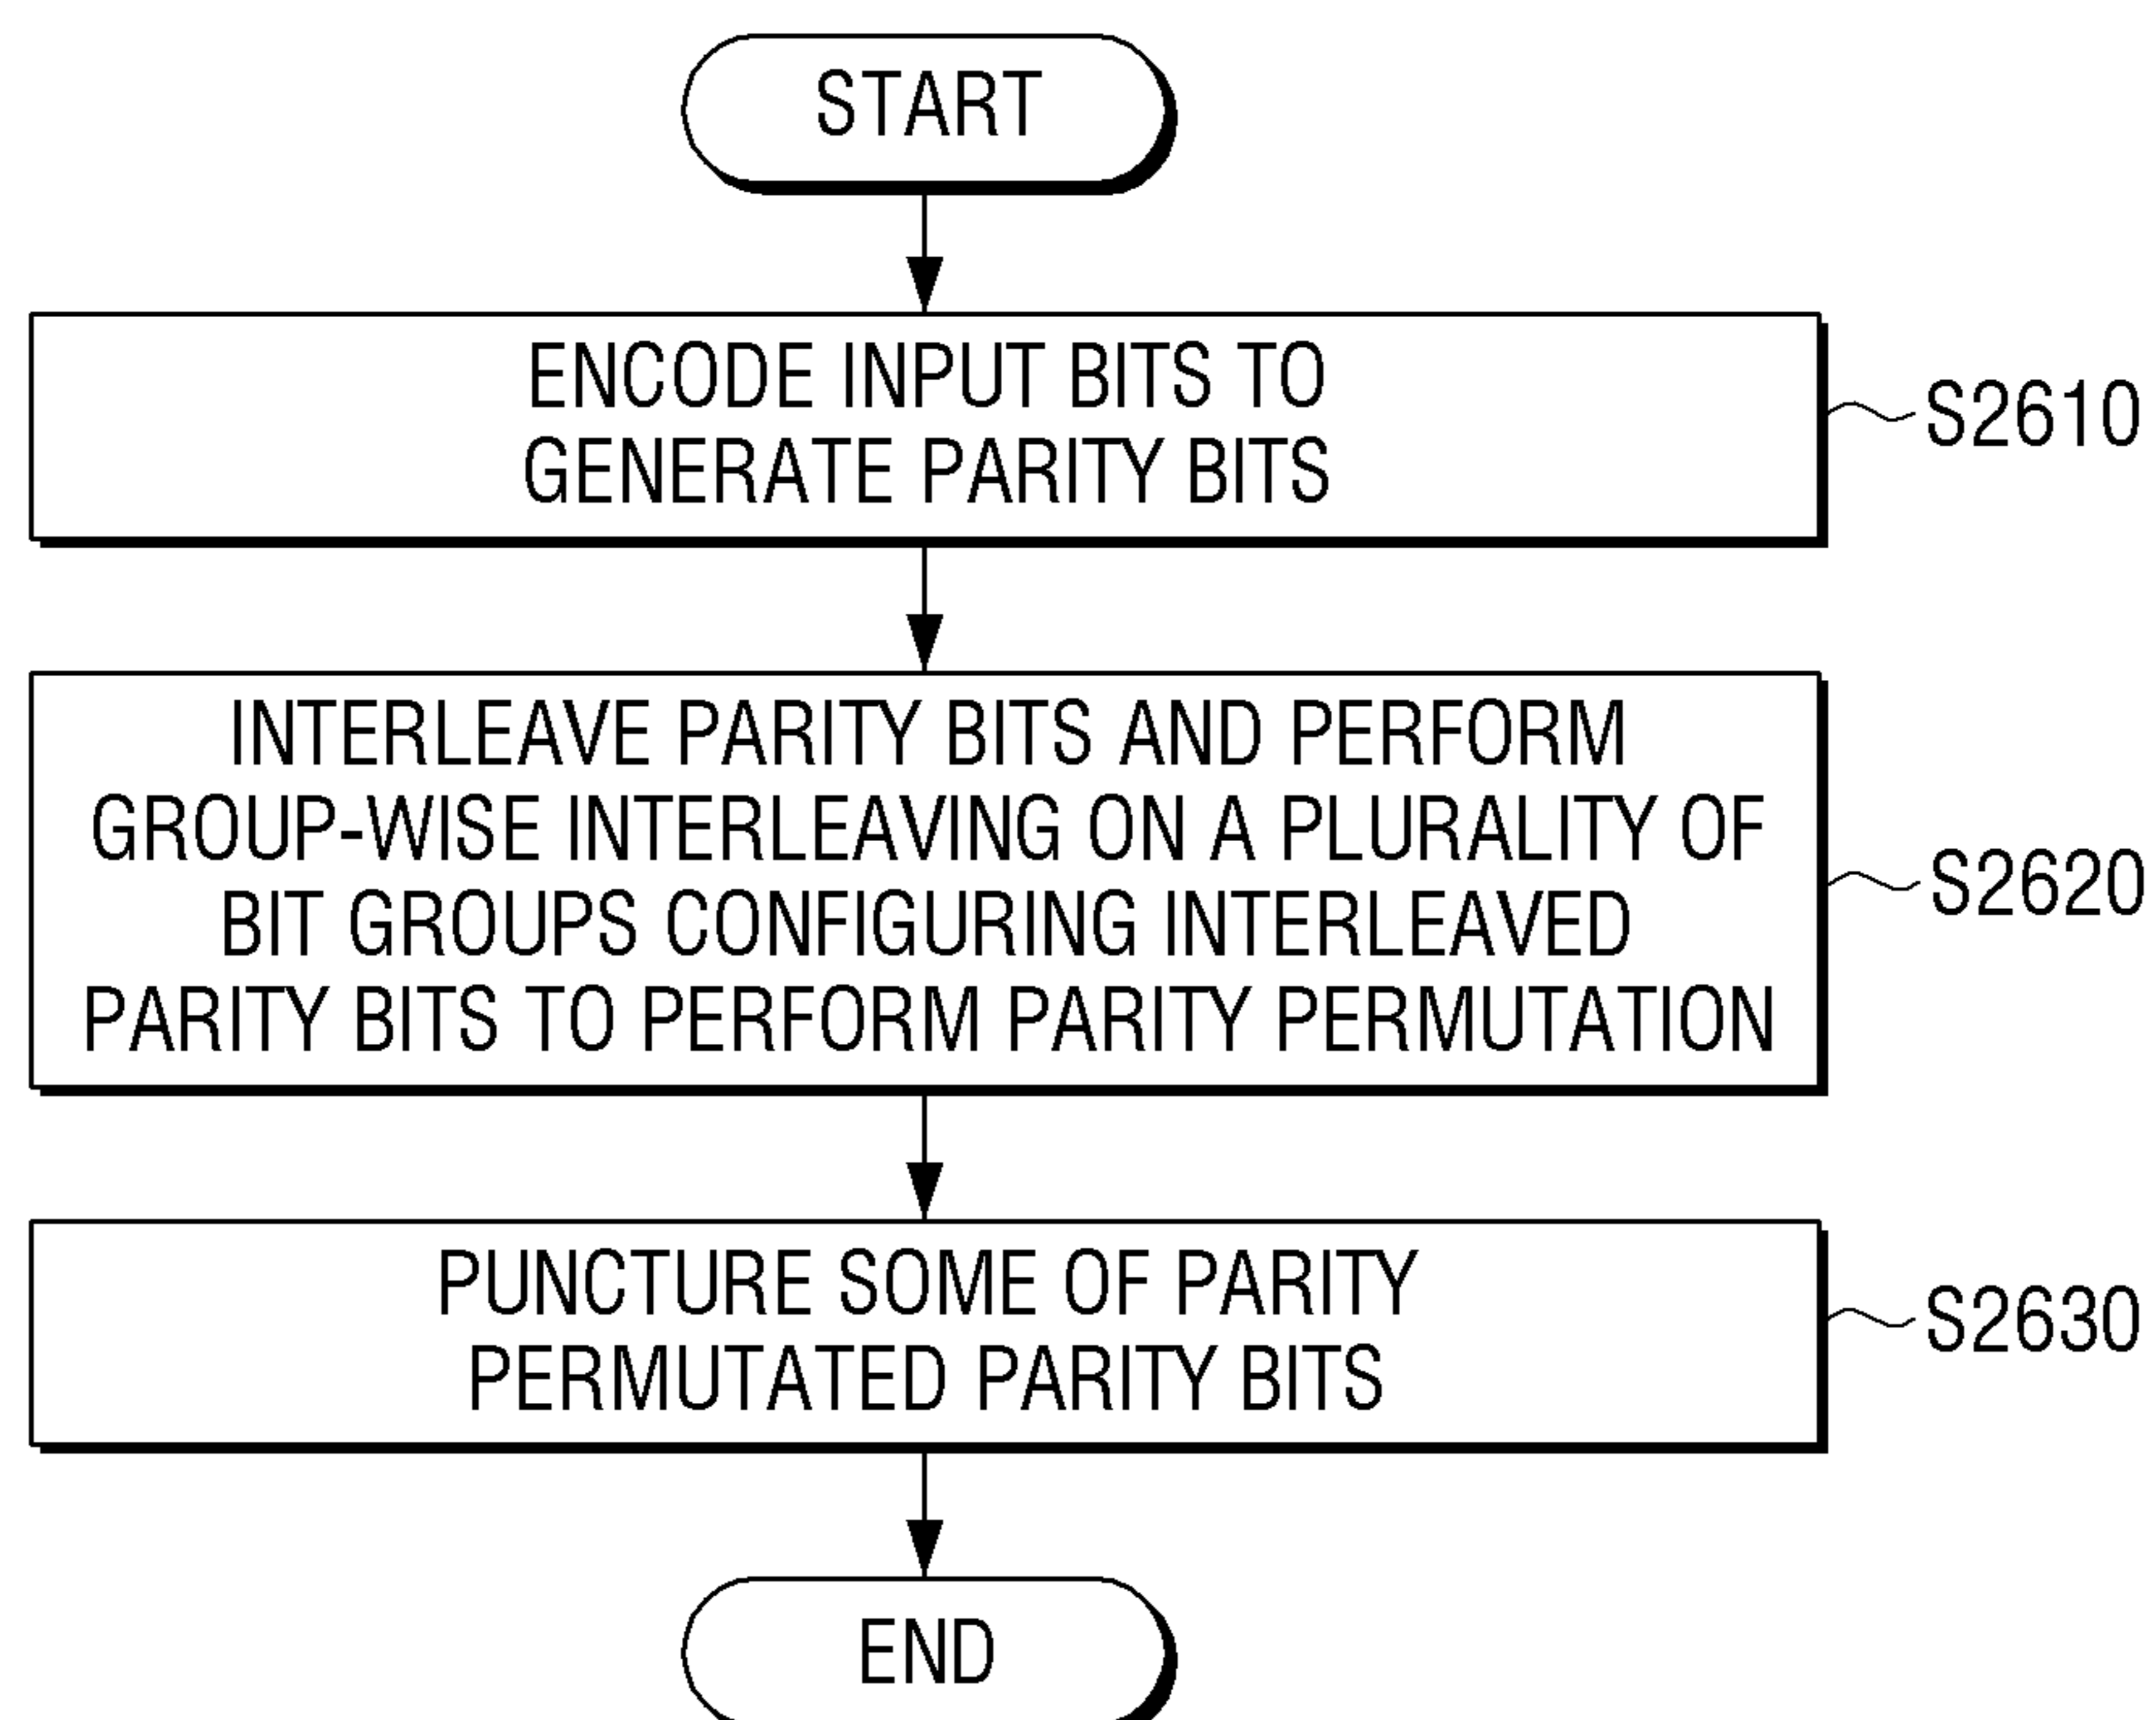 START
ENCODE INPUT BITS TO
GENERATE PARITY BITS
S2610
INTERLEAVE PARITY BITS AND PERFORM
GROUP-WISE INTERLEAVING ON A PLURALITY OF
BIT GROUPS CONFIGURING INTERLEAVED
PARITY BITS TO PERFORM PARITY PERMUTATION
S2620
PUNCTURE SOME OF PARITY
PERMUTATED PARITY BITS
S2630
END